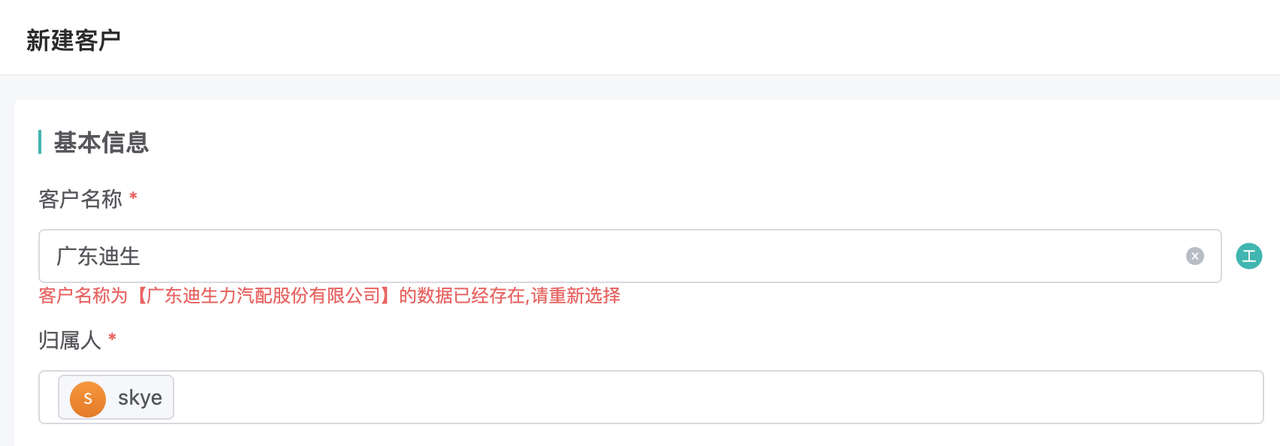 新建客户
基本信息
客户名称 *
广东迪生
工
客户名称为【广东迪生力汽配股份有限公司】的数据已经存在,请重新选择
归属人 *
S skye